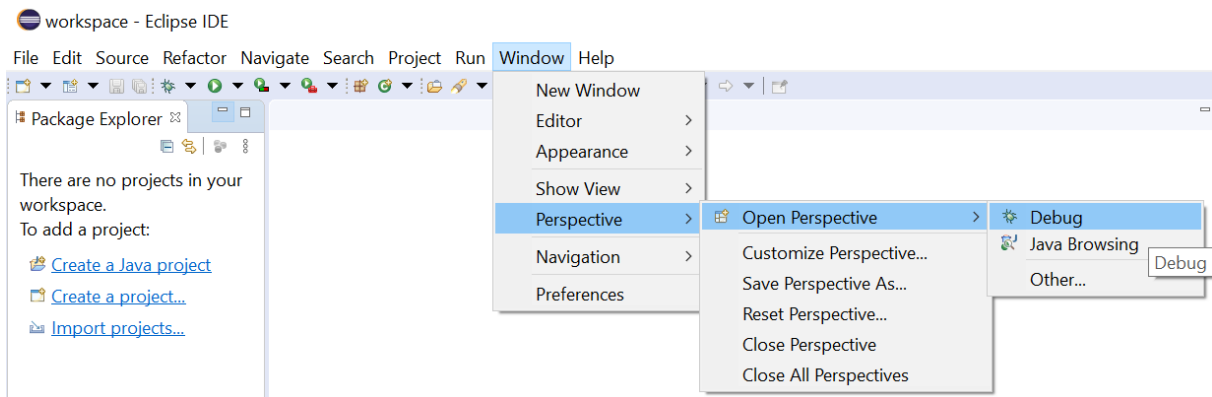 workspace - Eclipse IDE
File Edit Source Refactor Navigate Search Project Run Window Help
Package Explorer
There are no projects in your
workspace.
To add a project:
Create a Java project
Create a project...
Import projects...
New Window
Editor
Appearance
Show View
Perspective
Navigation
Preferences
Open Perspective
Customize Perspective...
Save Perspective As...
Reset Perspective...
Close Perspective
Close All Perspectives
Debug
Java Browsing
Other...
Debug